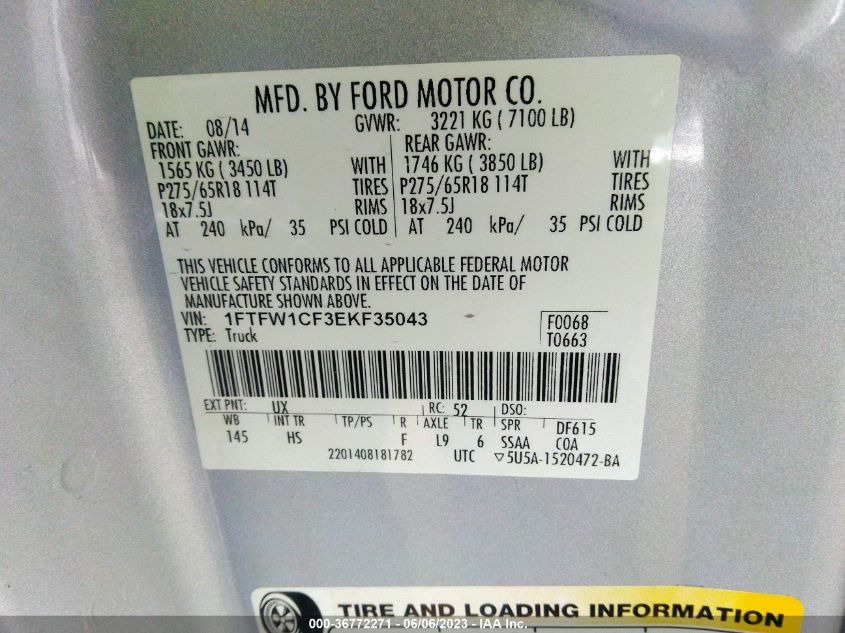 MFD. BY FORD MOTOR CO.
DATE: 08/14 GVWR: 3221 KG ( 7100 LB)
FRONT GAWR: REAR GAWR:
1565 KG ( 3450 LB) WITH 1746 KG ( 3850 LB) WITH
P275/65R18 114T TIRES P275/65R18 114T TIRES
18x7.5J RIMS 18x7.5J RIMS
AT 240 kPa/ 35 PSI COLD AT 240 kPa/ 35 PSI COLD
THIS VEHICLE CONFORMS TO ALL APPLICABLE FEDERAL MOTOR
VEHICLE SAFETY STANDARDS IN EFFECT ON THE DATE OF
MANUFACTURE SHOWN ABOVE.
VIN: 1FTFW1CF3EKF35043 F0068
TYPE: Truck T0663
EXT PNT: UX RC: 52 DSO:
WB INT TR TP/PS R AXLE TR SPR DF615
145 HS F L9 6 SSAA COA
2201408181782 UTC ▽5U5A-1520472-BA
TIRE AND LOADING INFORMATION
000-36772271 - 06/06/2023 - IAA Inc.